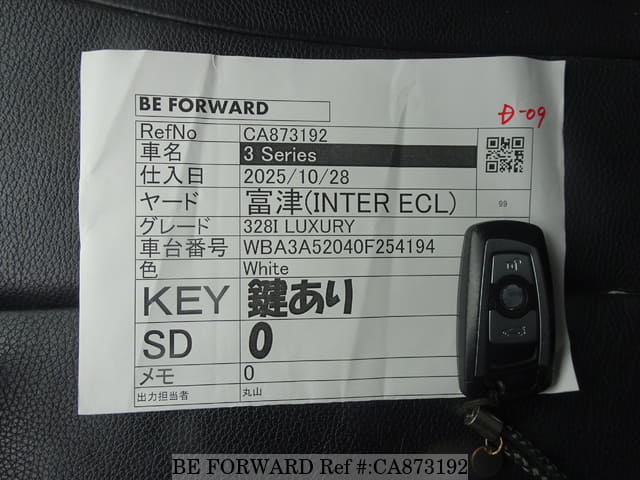 BE FORWARD
Ð-09
RefNo CA873192
車名 3 Series
仕入日 2025/10/28
ヤード 富津(INTER ECL) 99
グレード 328I LUXURY
車台番号 WBA3A52040F254194
色 White
KEY 鍵あり
SD 0
メモ 0
出力担当者 丸山
BE FORWARD Ref #:CA873192